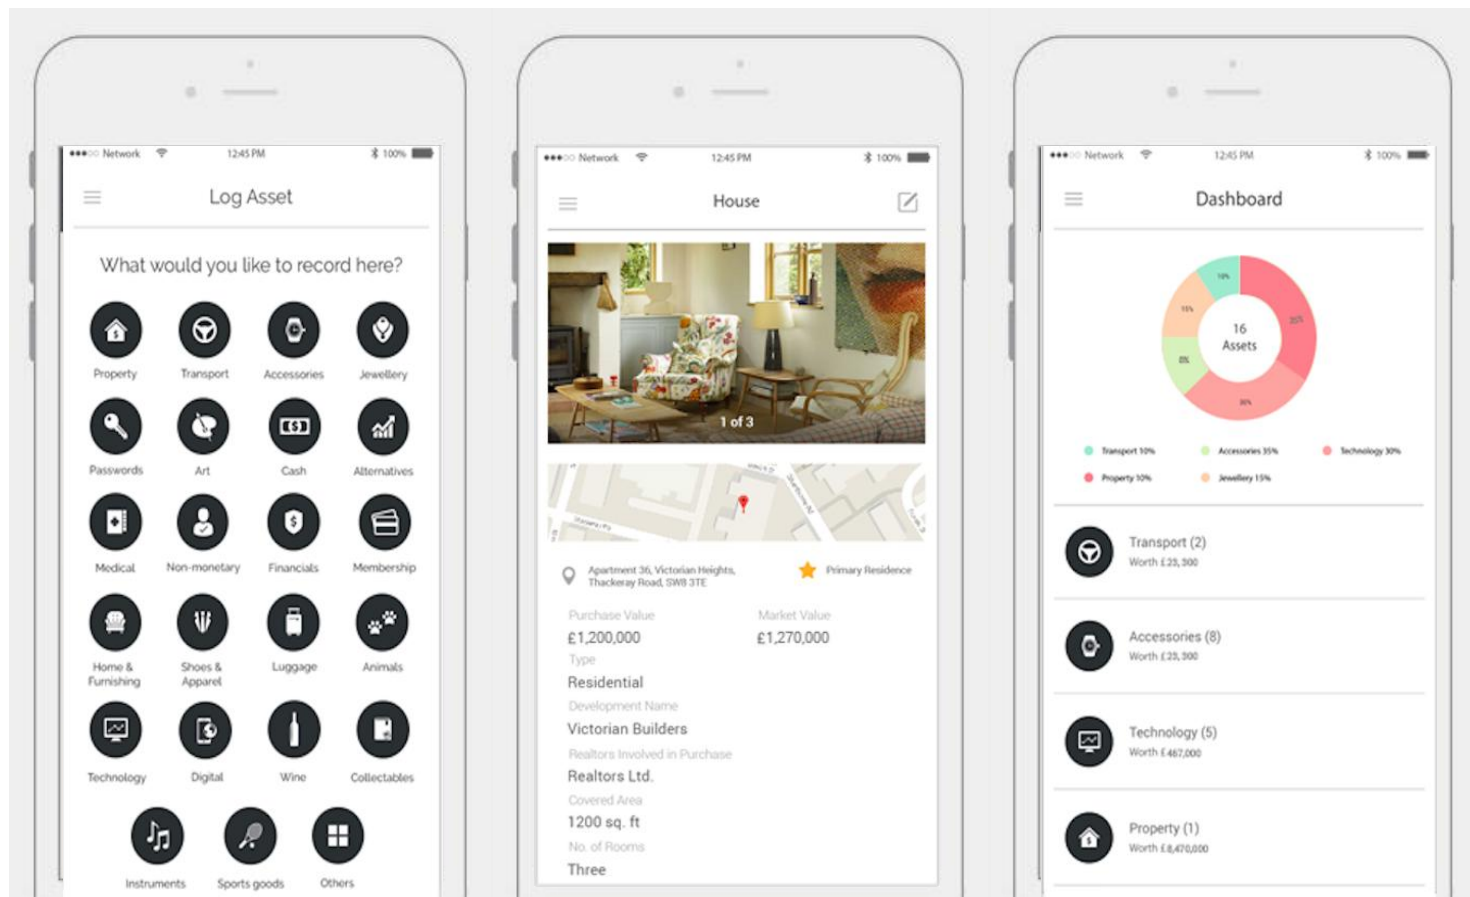 Network 12:45 PM 100%
Log Asset
What would you like to record here?
Property Transport Accessories Jewellery
Passwords Art Cash Alternatives
Medical Non-monetary Financials Membership
Home & Furnishing Shoes & Apparel Luggage Animals
Technology Digital Wine Collectables
Instruments Sports goods Others
Network 12:45 PM 100%
House
1 of 3
Apartment 36, Victorian Heights,
Thackeray Road, SW8 3TE
Primary Residence
Purchase Value Market Value
£1,200,000 £1,270,000
Type
Residential
Development Name
Victorian Builders
Realtors Involved in Purchase
Realtors Ltd.
Covered Area
1200 sq. ft
No. of Rooms
Three
Network 12:45 PM 100%
Dashboard
10%
15%
16
Assets
Transport 10% Accessories 35% Technology 30%
Property 10% Jewellery 15%
Transport (2)
Worth £23, 300
Accessories (8)
Worth £23, 300
Technology (5)
Worth £467,000
Property (1)
Worth £8,470,000